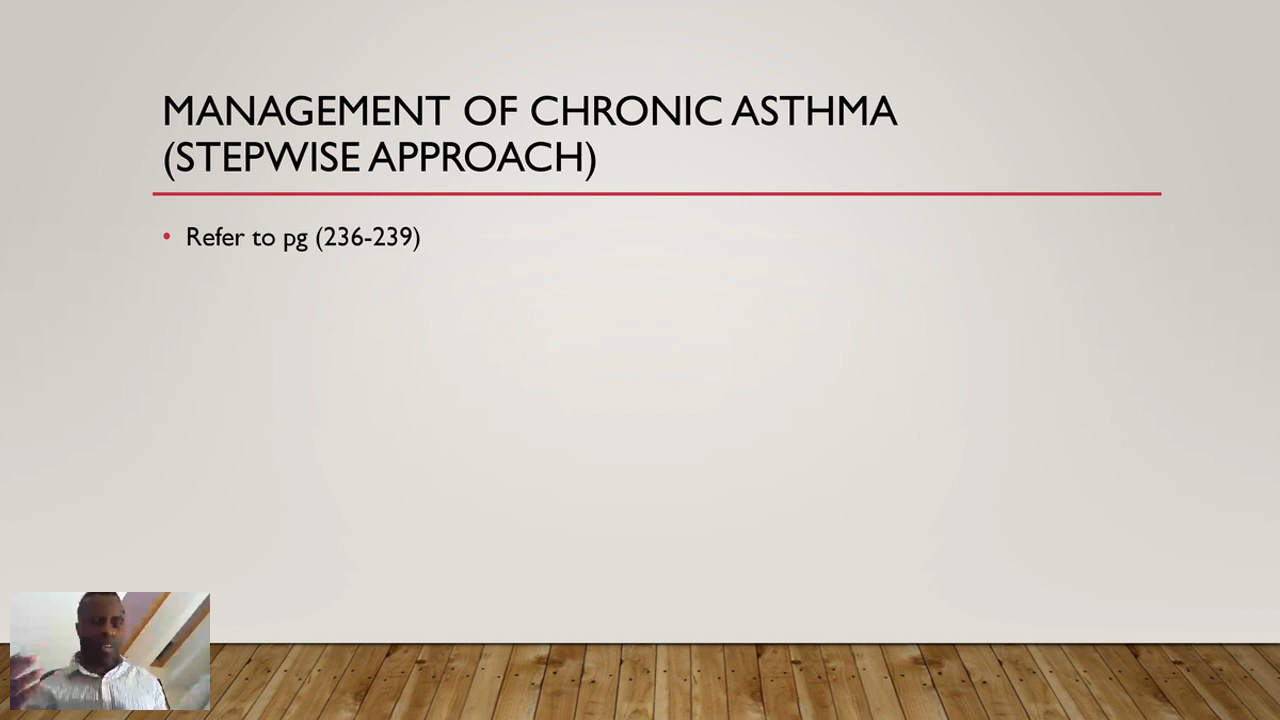 MANAGEMENT OF CHRONIC ASTHMA
(STEPWISE APPROACH)
• Refer to pg (236-239)